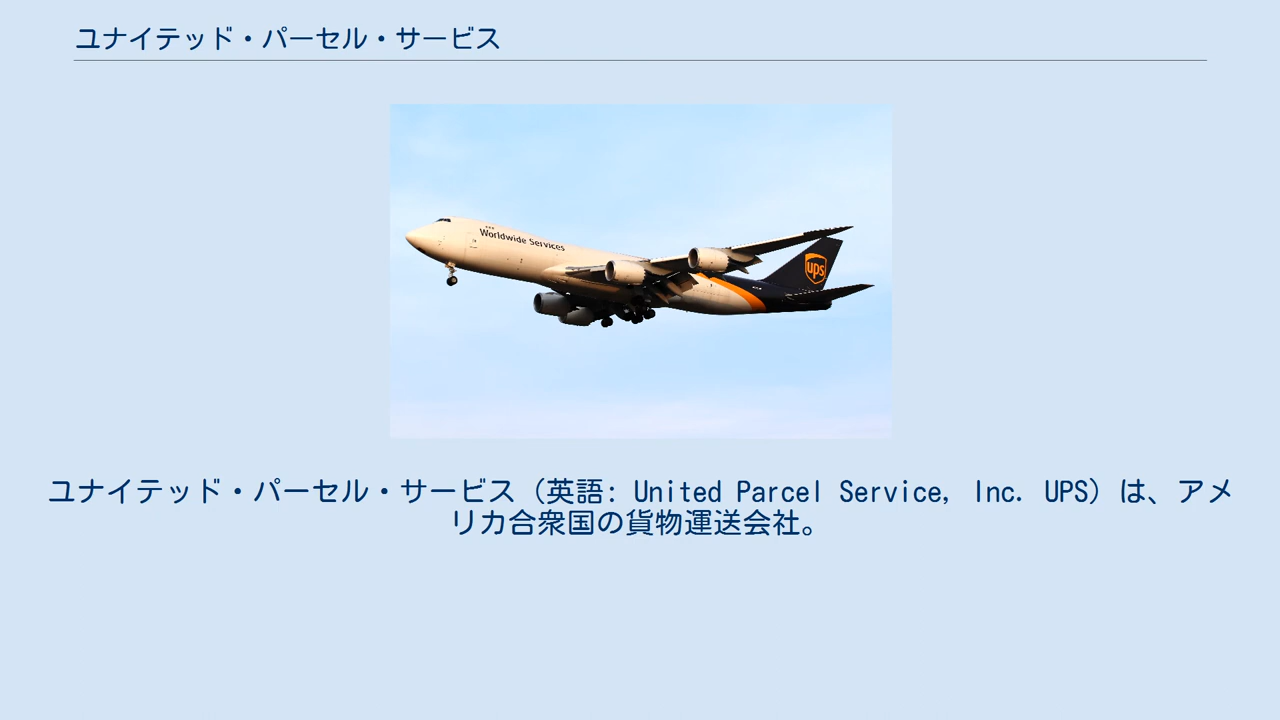 ユナイテッド・パーセル・サービス
Worldwide Services
ups
ユナイテッド・パーセル・サービス（英語: United Parcel Service, Inc. UPS）は、アメ
リカ合衆国の貨物運送会社。